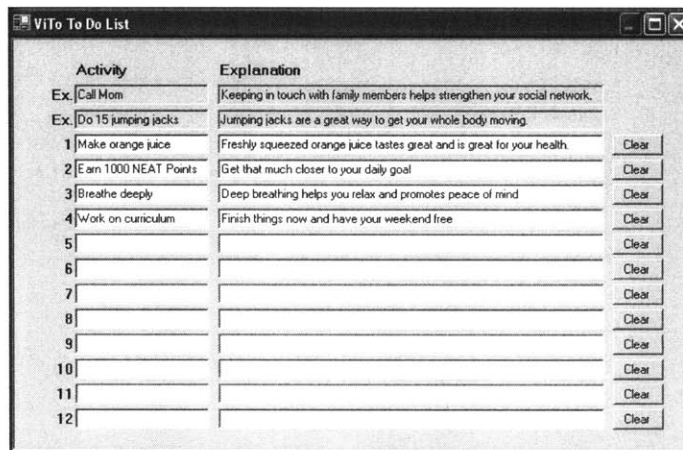 ViTo To Do List
Activity Explanation
Ex. Call Mom Keeping in touch with family members helps strengthen your social network.
Ex. Do 15 jumping jacks Jumping jacks are a great way to get your whole body moving.
1 Make orange juice Freshly squeezed orange juice tastes great and is great for your health. Clear
2 Earn 1000 NEAT Points Get that much closer to your daily goal Clear
3 Breathe deeply Deep breathing helps you relax and promotes peace of mind Clear
4 Work on curriculum Finish things now and have your weekend free Clear
5 Clear
6 Clear
7 Clear
8 Clear
9 Clear
10 Clear
11 Clear
12 Clear